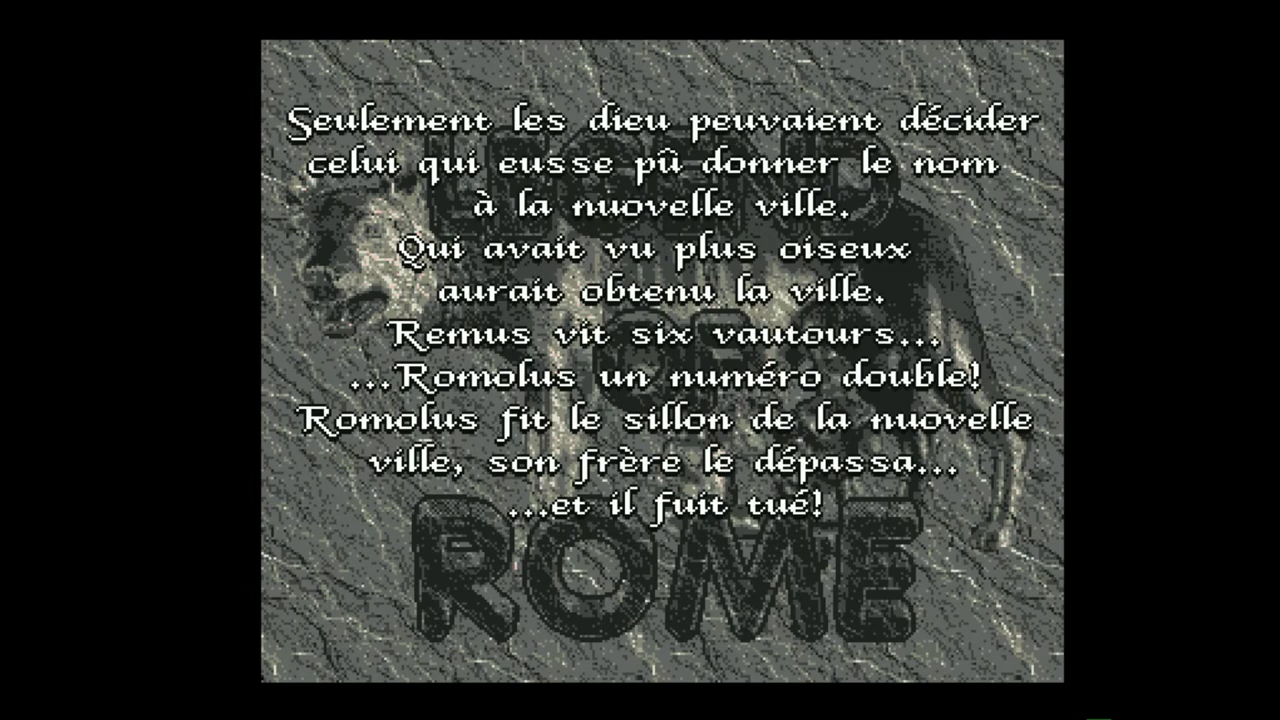 Seulement les dieu peuvaient décider
celui qui eusse pû donner le nom
à la nuovelle ville.
Qui avait vu plus oiseux
aurait obtenu la ville.
Remus vit six vautours...
...Romolus un numéro double!
Romolus fit le sillon de la nuovelle
ville, son frère le dépassa...
...et il fuit tué!
LEGEND
OF
ROME